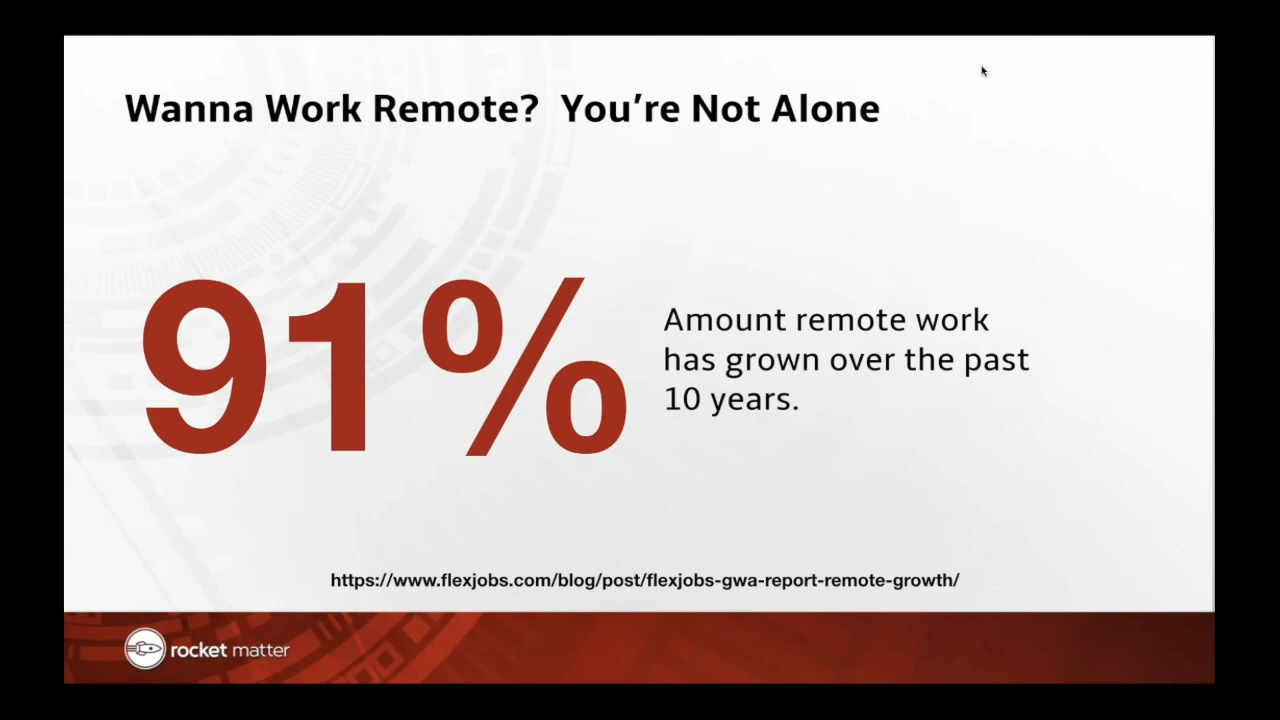 Wanna Work Remote? You're Not Alone
91%
Amount remote work
has grown over the past
10 years.
https://www.flexjobs.com/blog/post/flexjobs-gwa-report-remote-growth/
rocket matter